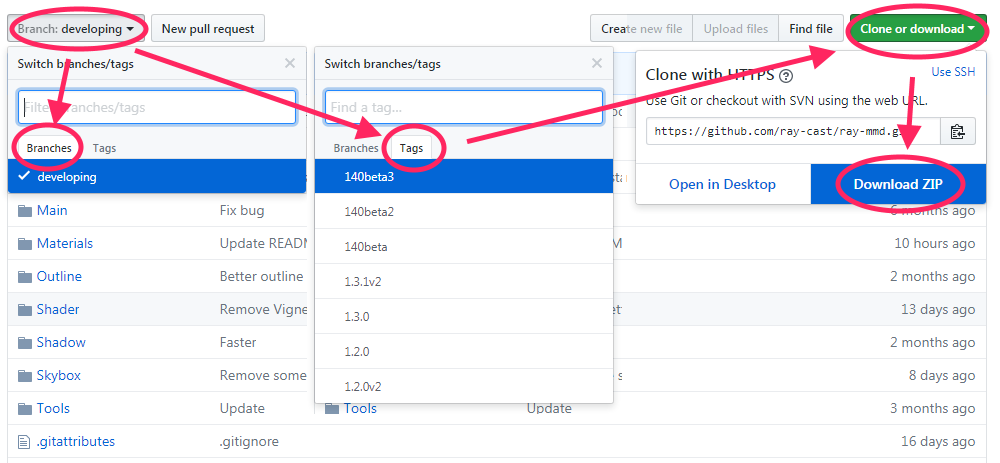 Branch: developing
New pull request
Create new file
Upload files
Find file
Clone or download
Switch branches/tags
Filter branches/tags
Branches
Tags
developing
Switch branches/tags
Find a tag...
Branches
Tags
140beta3
140beta2
140beta
1.3.1v2
1.3.0
1.2.0
1.2.0v2
Clone with HTTPS
Use SSH
Use Git or checkout with SVN using the web URL.
https://github.com/ray-cast/ray-mmd.g
Open in Desktop
Download ZIP
Main
Fix bug
months ago
Materials
Update READM
10 hours ago
Outline
Better outline
2 months ago
Shader
Remove Vigne
13 days ago
Shadow
Faster
2 months ago
Skybox
Remove some
8 days ago
Tools
Update
Tools
Update
3 months ago
.gitattributes
.gitignore
16 days ago